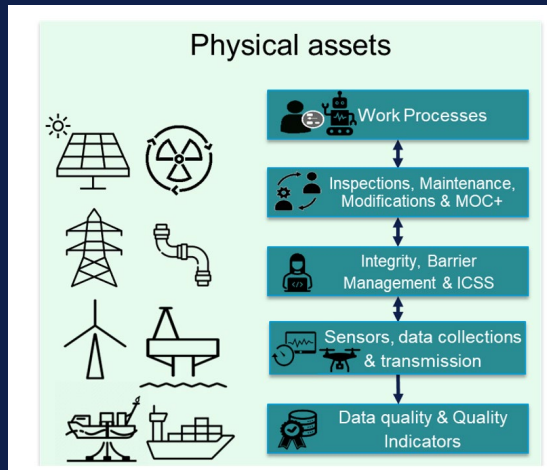 Physical assets
Work Processes
Inspections, Maintenance,
Modifications & MOC+
Integrity, Barrier
Management & ICSS
Sensors, data collections
& transmission
Data quality & Quality
Indicators